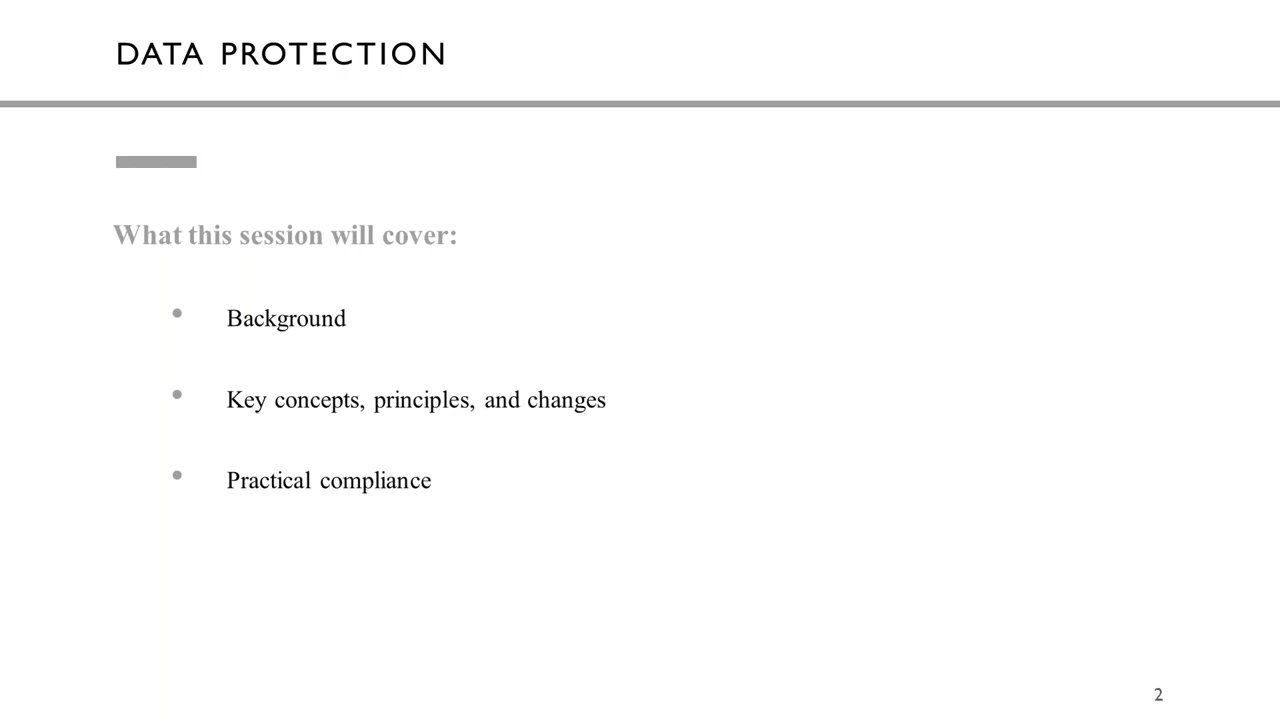 DATA PROTECTION
What this session will cover:
• Background
• Key concepts, principles, and changes
• Practical compliance
2